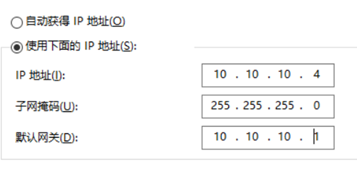 自动获得 IP 地址(O)
使用下面的 IP 地址(S):
IP 地址(I): 10 . 10 . 10 . 4
子网掩码(U): 255 . 255 . 255 . 0
默认网关(D): 10 . 10 . 10 . 1